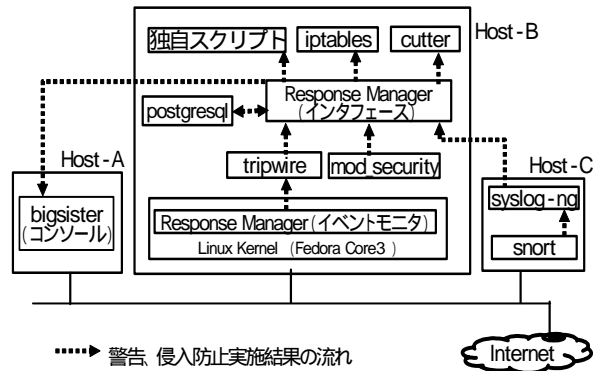 独自スクリプト
iptables
cutter
Host-B
Response Manager
(インタフェース)
postgresql
Host-A
tripwire
mod_security
Host-C
bigsister
(コンソール)
syslog-ng
snort
Response Manager(イベントモニタ)
Linux Kernel (Fedora Core3 )
警告、侵入防止実施結果の流れ
Internet